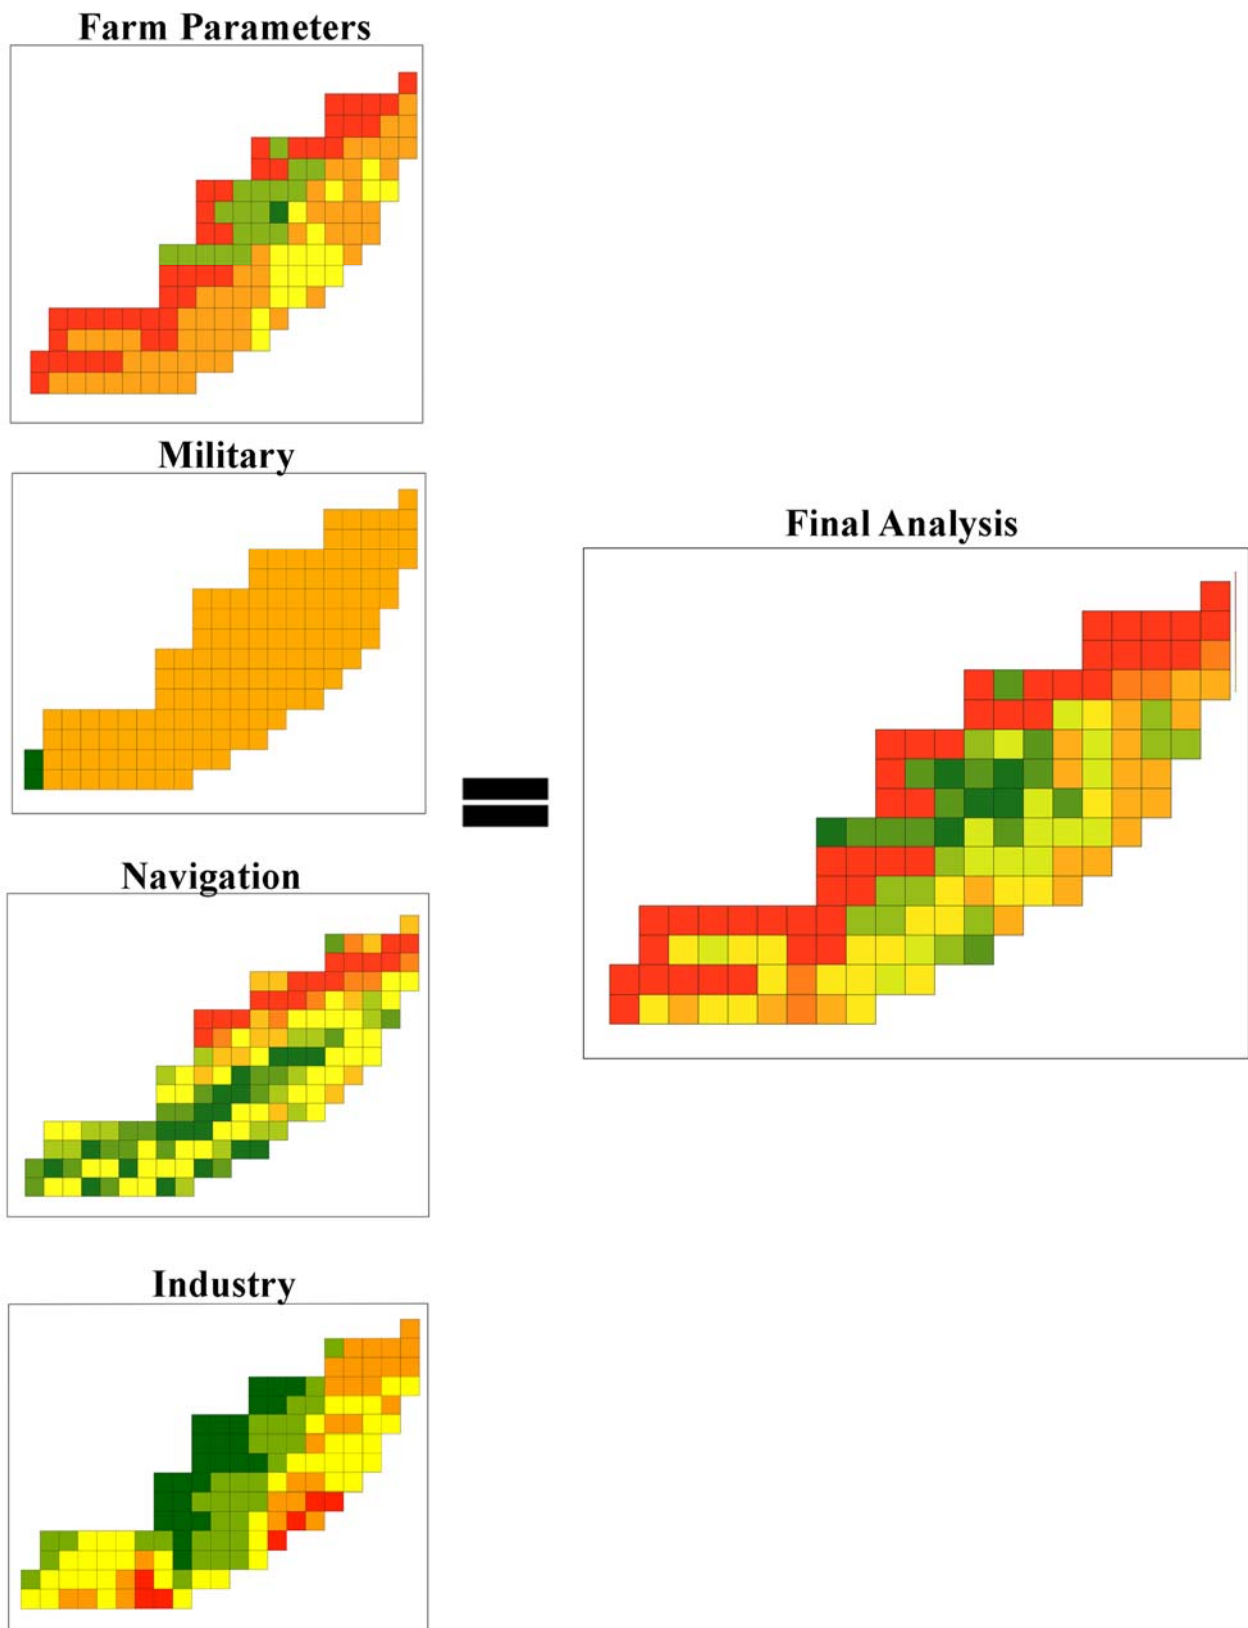 Farm Parameters
Military
Final Analysis
Navigation
Industry